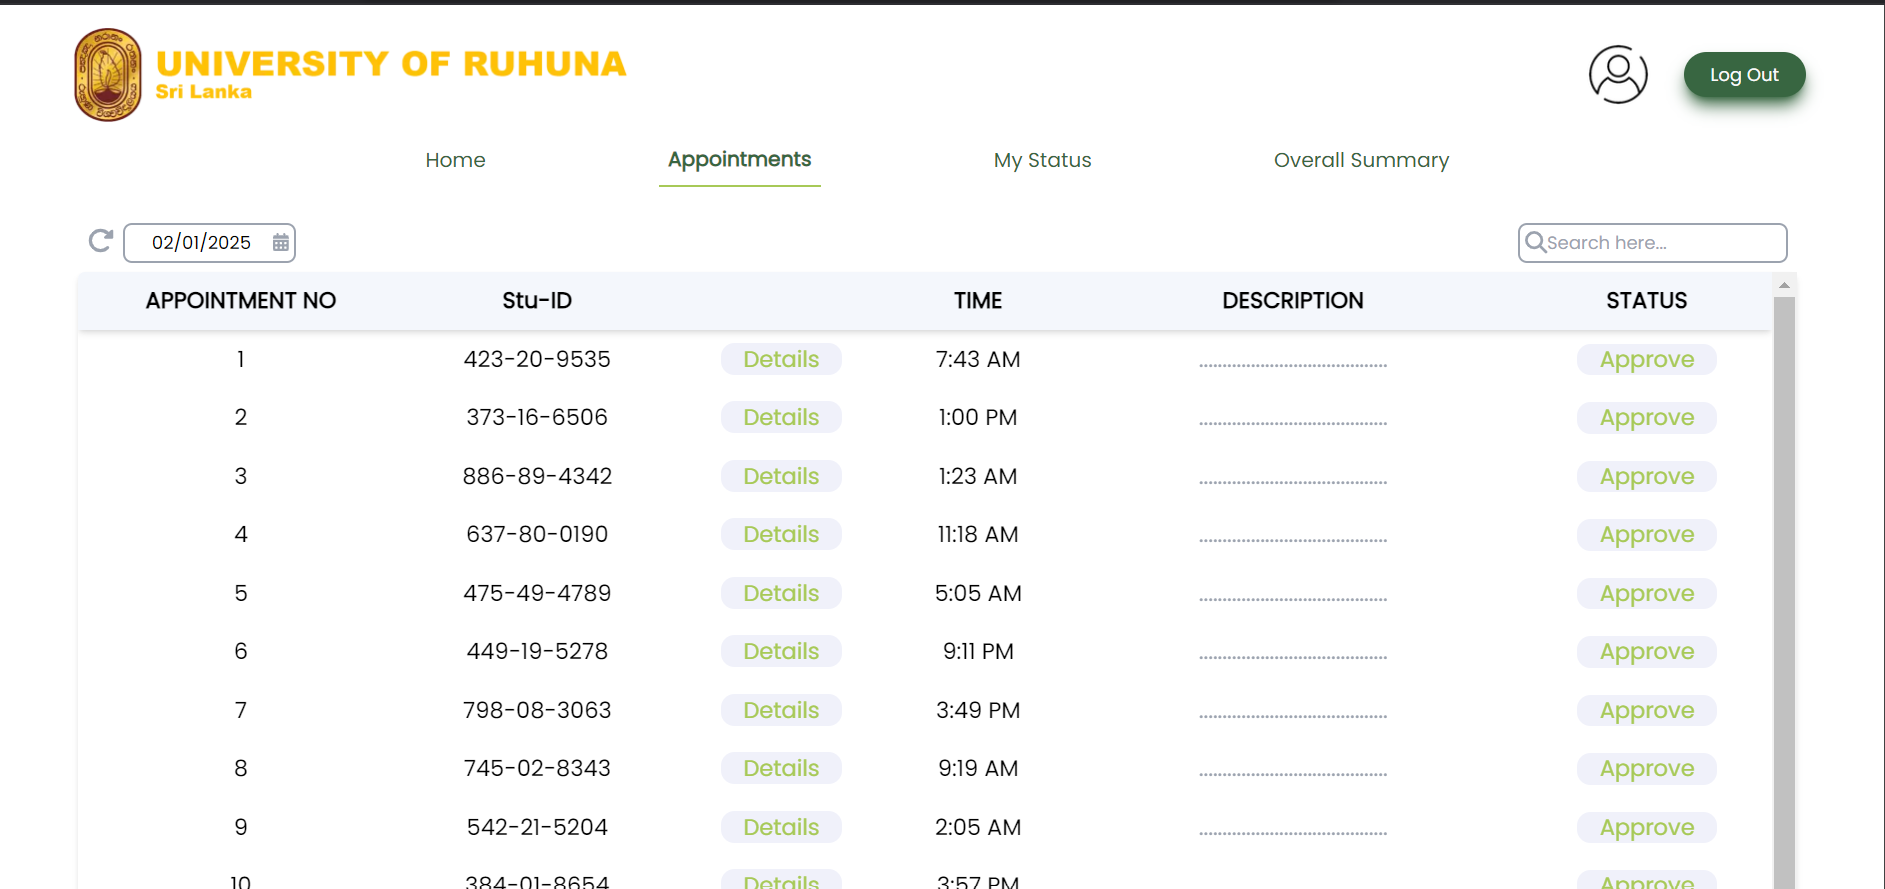 UNIVERSITY OF RUHUNA
Sri Lanka
Log Out
Home Appointments My Status Overall Summary
02/01/2025 Search here...
APPOINTMENT NO Stu-ID TIME DESCRIPTION STATUS
1 423-20-9535 Details 7:43 AM ........................................ Approve
2 373-16-6506 Details 1:00 PM ........................................ Approve
3 886-89-4342 Details 1:23 AM ........................................ Approve
4 637-80-0190 Details 11:18 AM ........................................ Approve
5 475-49-4789 Details 5:05 AM ........................................ Approve
6 449-19-5278 Details 9:11 PM ........................................ Approve
7 798-08-3063 Details 3:49 PM ........................................ Approve
8 745-02-8343 Details 9:19 AM ........................................ Approve
9 542-21-5204 Details 2:05 AM ........................................ Approve
10 384-01-8654 Details 3:57 PM Approve